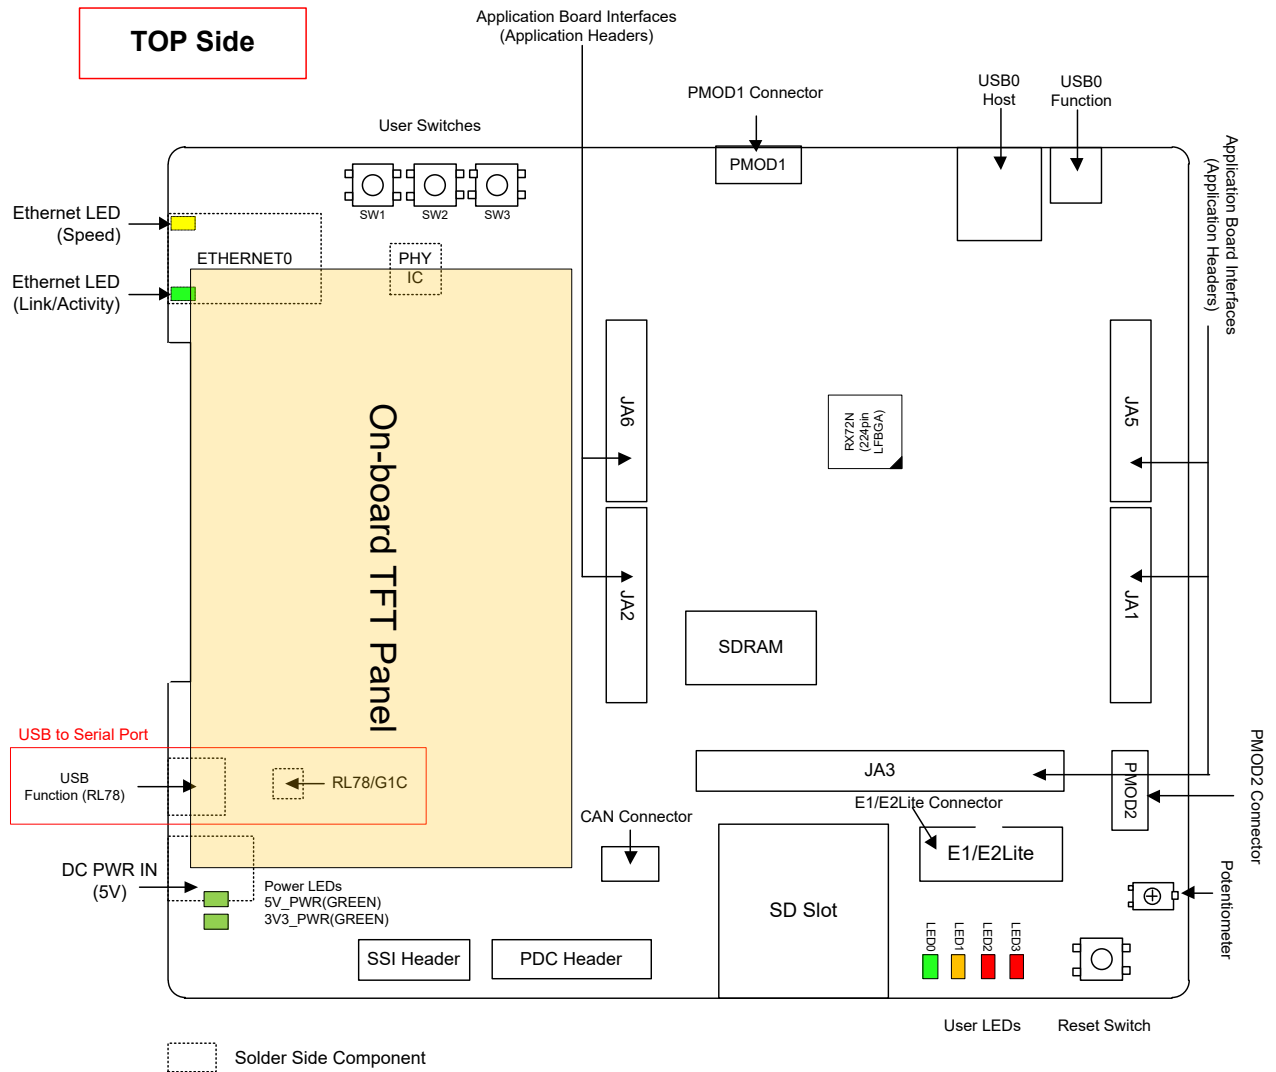 TOP Side
Application Board Interfaces
(Application Headers)
PMOD1 Connector
USB0
Host
USB0
Function
User Switches
PMOD1
SW1
SW2
SW3
Application Board Interfaces
(Application Headers)
Ethernet LED
(Speed)
ETHERNET0
PHY
IC
Ethernet LED
(Link/Activity)
On-board TFT Panel
JA6
JA5
RX72N
(224pin
LFBGA)
JA2
JA1
SDRAM
USB to Serial Port
USB
Function (RL78)
RL78/G1C
JA3
PMOD2
PMOD2 Connector
E1/E2Lite Connector
CAN Connector
E1/E2Lite
DC PWR IN
(5V)
Power LEDs
5V_PWR(GREEN)
3V3_PWR(GREEN)
SD Slot
Potentiometer
LED0
LED1
LED2
LED3
SSI Header
PDC Header
User LEDs
Reset Switch
Solder Side Component